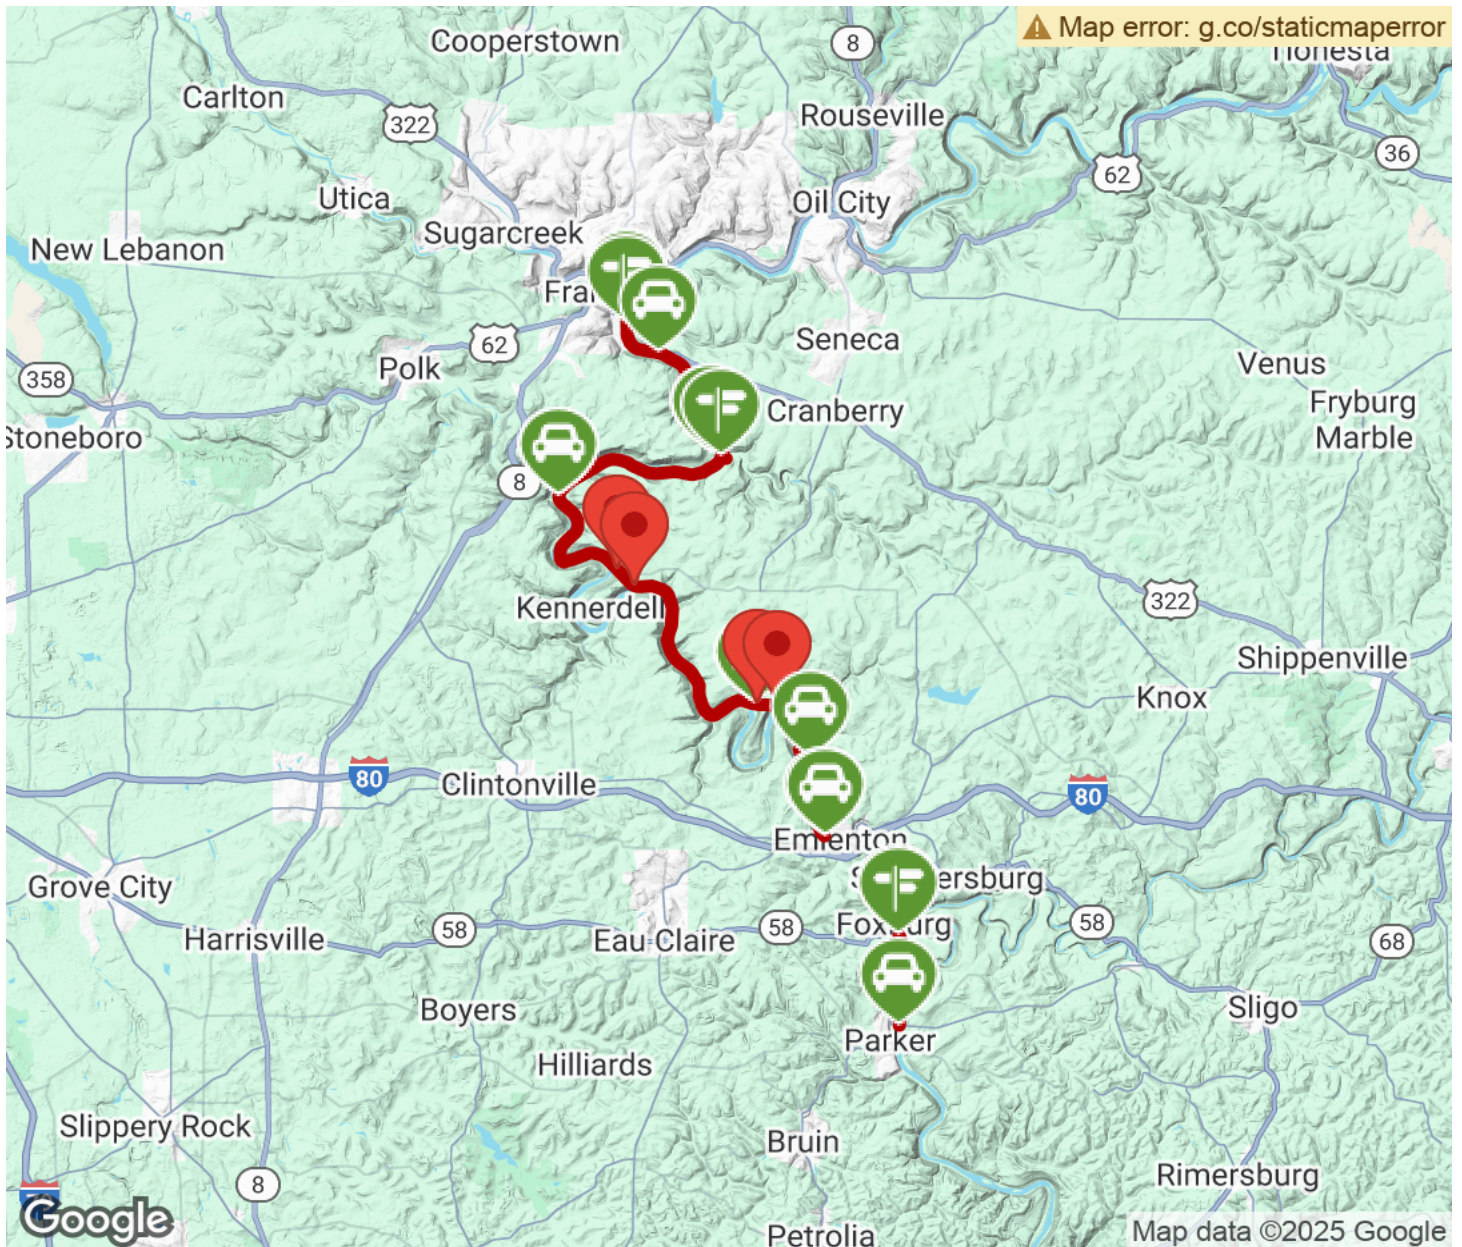 Map error: g.co/staticmaperror
Cooperstown
8
Carlton
322
Rouseville
36
62
Utica
Oil City
Sugarcreek
New Lebanon
Seneca
62
Polk
Venus
358
Cranberry
Fryburg
Marble
Stoneboro
8
322
Kennerdell
Shippenville
Knox
80
Clintonville
80
Emlenton
Grove City
58
58
58
Foxburg
Harrisville
Eau Claire
68
Boyers
Sligo
Parker
Hilliards
Slippery Rock
Bruin
8
Rimersburg
Google
Map data ©2025 Google
Petrolia